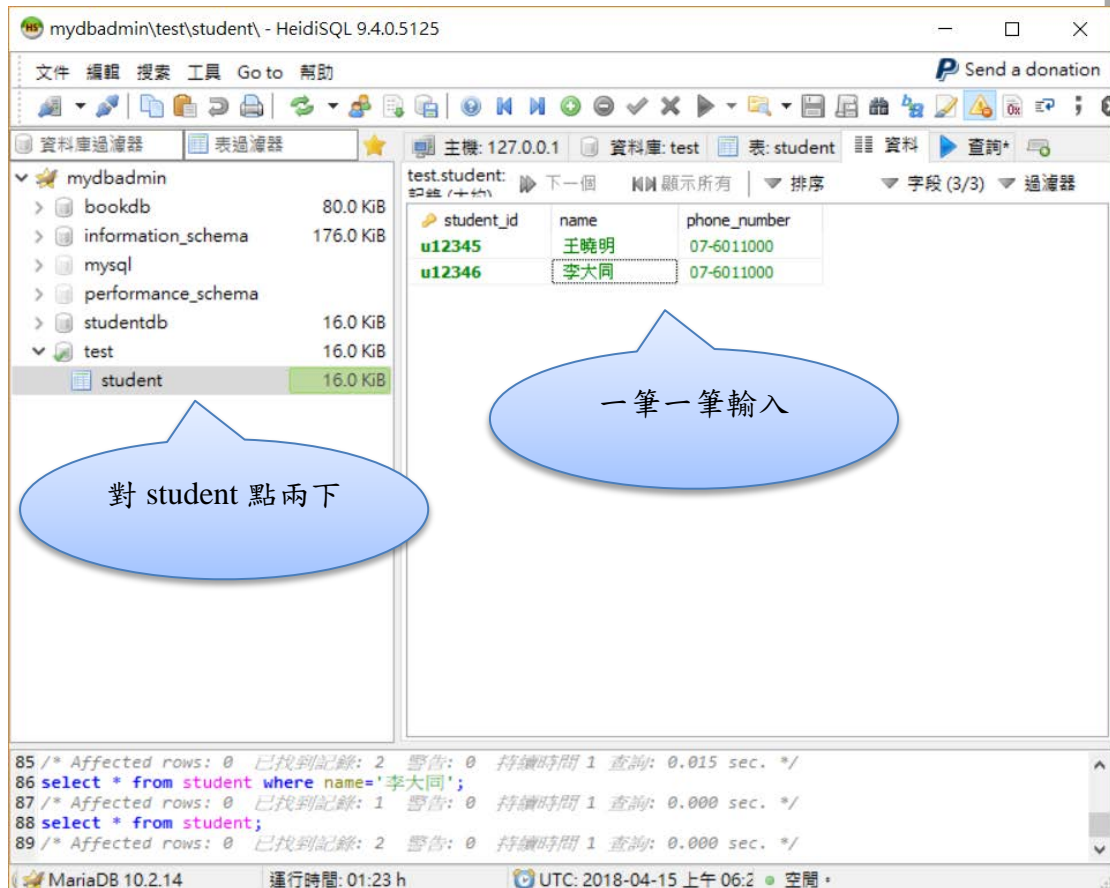 mydbadmin\test\student\ - HeidiSQL 9.4.0.5125
文件 編輯 搜索 工具 Go to 幫助
Send a donation
資料庫過濾器 表過濾器
主機: 127.0.0.1 資料庫: test 表: student 資料 查詢*
mydbadmin
bookdb 80.0 KiB
information_schema 176.0 KiB
mysql
performance_schema
studentdb 16.0 KiB
test 16.0 KiB
student 16.0 KiB
test.student:
下一個 顯示所有 排序 字段 (3/3) 過濾器
student_id name phone_number
u12345 王曉明 07-6011000
u12346 李大同 07-6011000
一筆一筆輸入
對 student 點兩下
85 /* Affected rows: 0 已找到記錄: 2 警告: 0 持續時間 1 查詢: 0.015 sec. */
86 select * from student where name='李大同';
87 /* Affected rows: 0 已找到記錄: 1 警告: 0 持續時間 1 查詢: 0.000 sec. */
88 select * from student;
89 /* Affected rows: 0 已找到記錄: 2 警告: 0 持續時間 1 查詢: 0.000 sec. */
MariaDB 10.2.14 運行時間: 01:23 h UTC: 2018-04-15 上午 06:2 空閒。